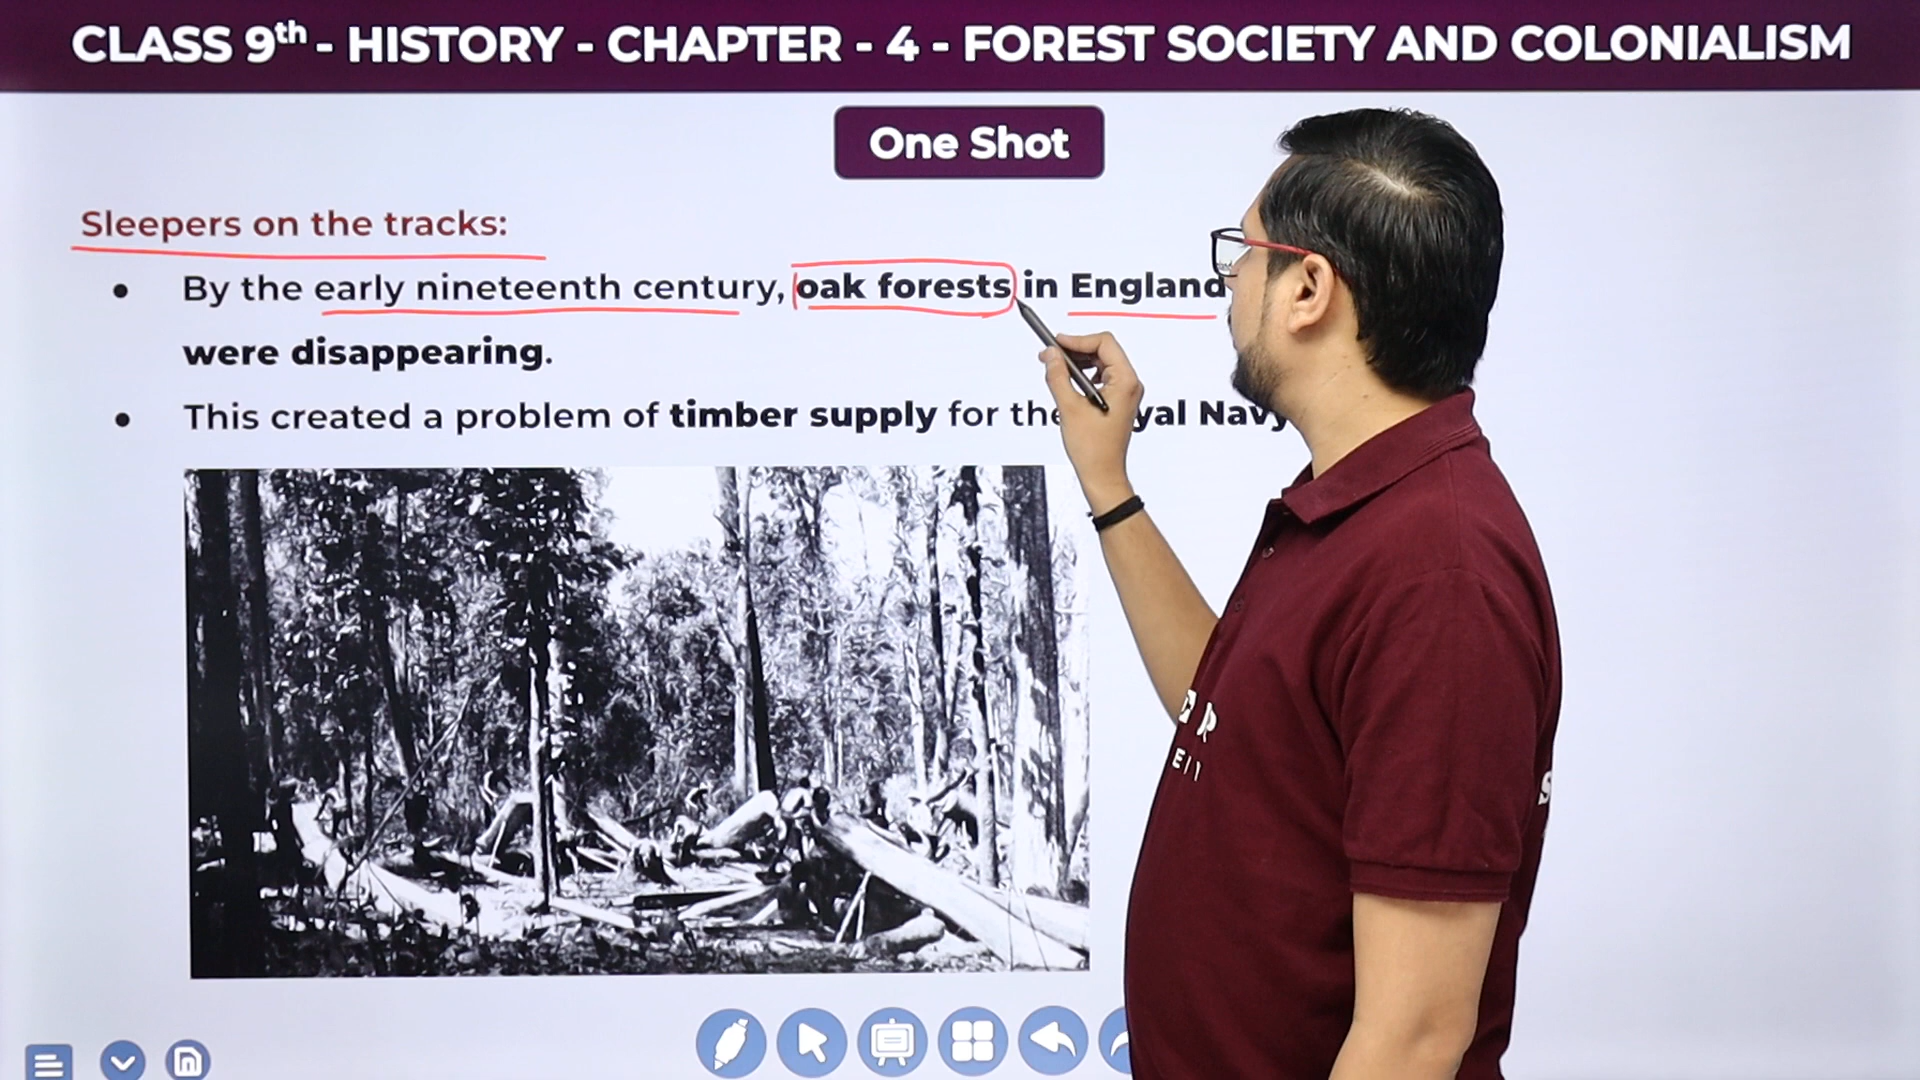 CLASS 9th - HISTORY - CHAPTER - 4 - FOREST SOCIETY AND COLONIALISM
One Shot
Sleepers on the tracks:
• By the early nineteenth century, oak forests in England
were disappearing.
• This created a problem of timber supply for the Navy